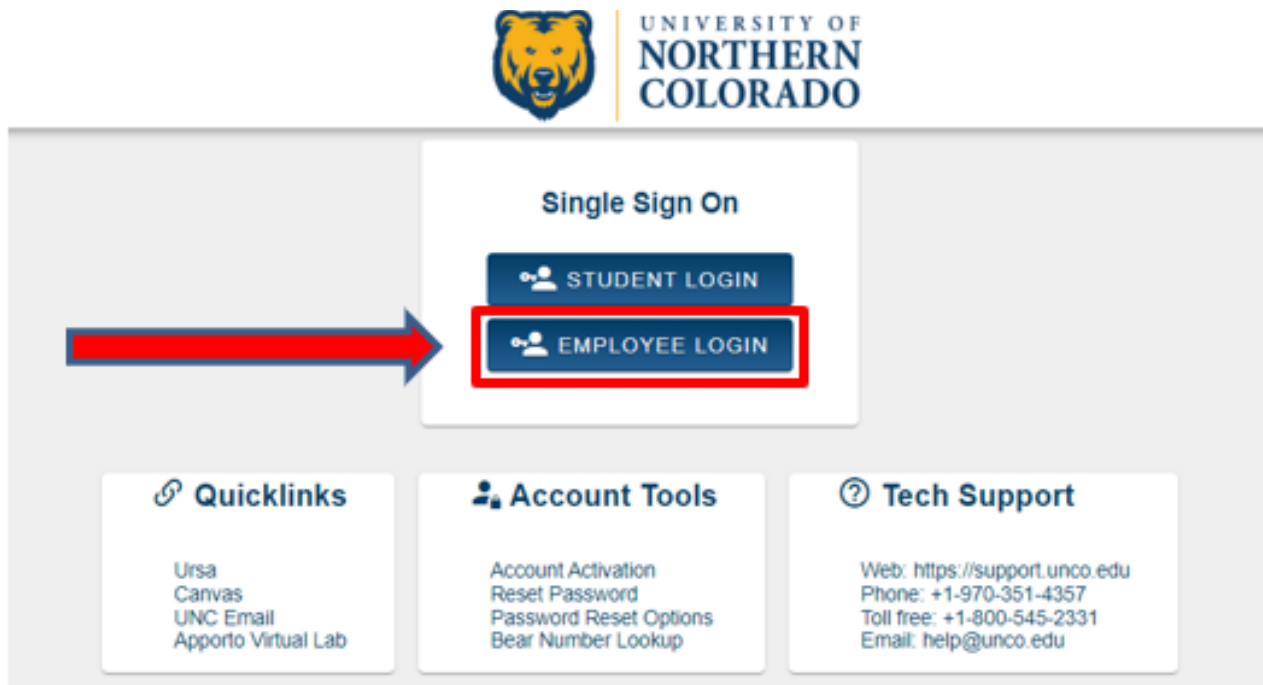 UNIVERSITY OF
NORTHERN
COLORADO
Single Sign On
STUDENT LOGIN
EMPLOYEE LOGIN
Quicklinks
Ursa
Canvas
UNC Email
Apporto Virtual Lab
Account Tools
Account Activation
Reset Password
Password Reset Options
Bear Number Lookup
Tech Support
Web: https://support.unco.edu
Phone: +1-970-351-4357
Toll free: +1-800-545-2331
Email: help@unco.edu